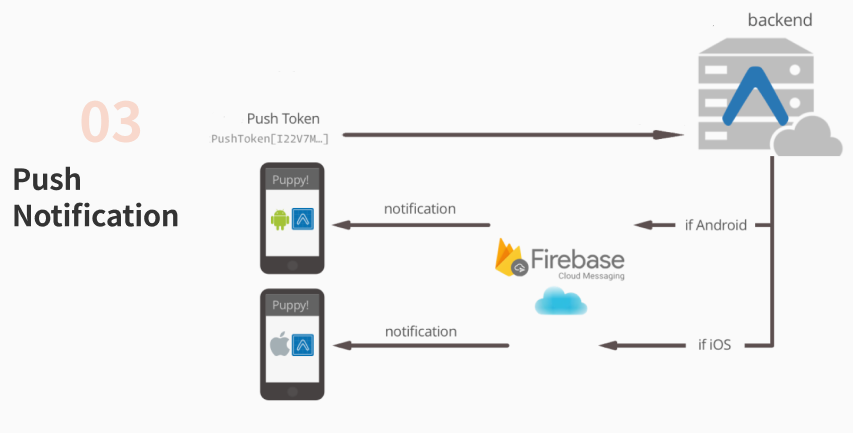 backend
03
Push Token
PushToken[I22V7M…]
Push
Notification
Puppy!
notification
if Android
Firebase
Cloud Messaging
Puppy!
notification
if iOS